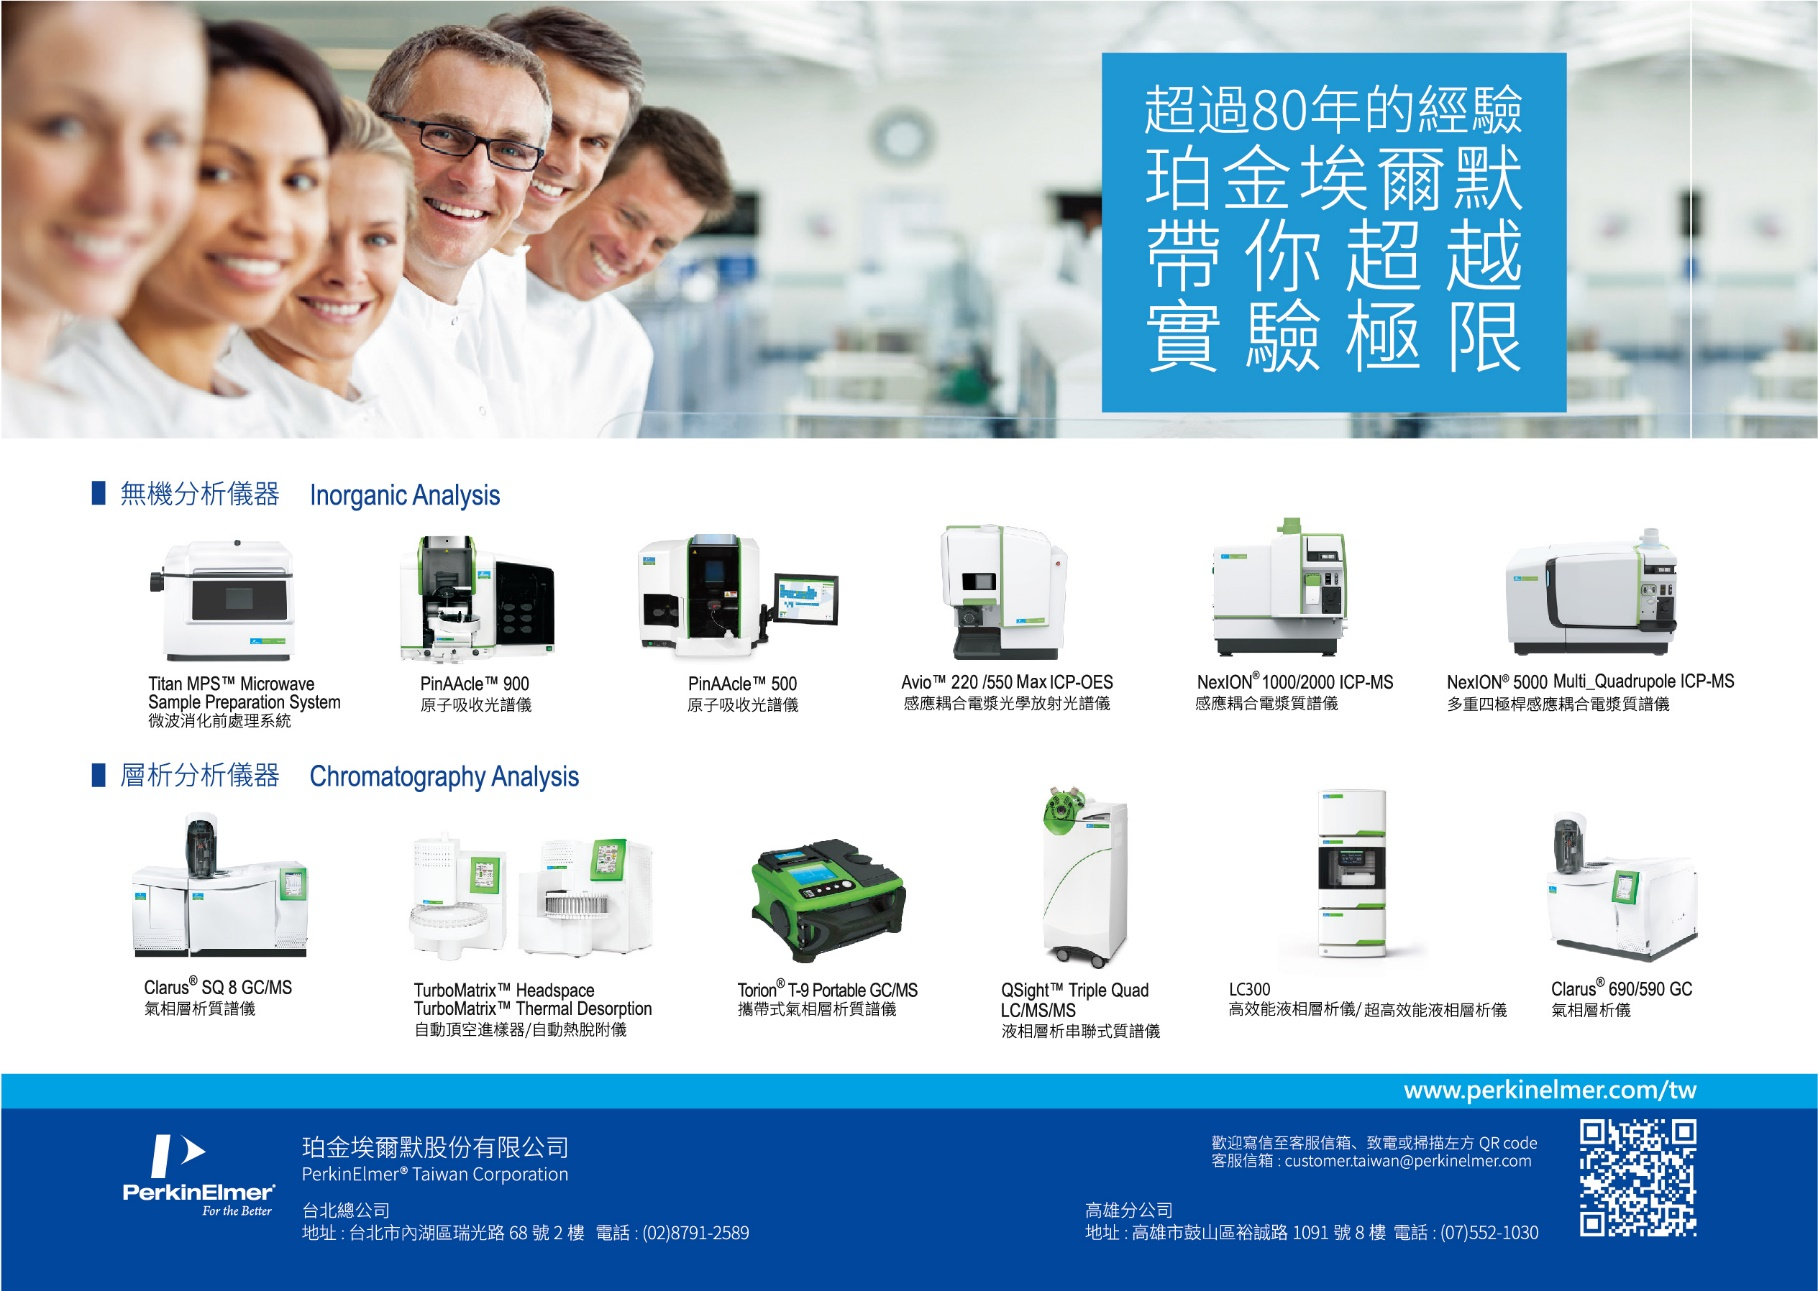 超過80年的經驗
珀金埃爾默
帶你超越
實驗極限
無機分析儀器 Inorganic Analysis
Titan MPS™ Microwave
Sample Preparation System
微波消化前處理系統
PinAAcle™ 900
原子吸收光譜儀
PinAAcle™ 500
原子吸收光譜儀
Avio™ 220 /550 Max ICP-OES
感應耦合電漿光學放射光譜儀
NexION® 1000/2000 ICP-MS
感應耦合電漿質譜儀
NexION® 5000 Multi_Quadrupole ICP-MS
多重四極桿感應耦合電漿質譜儀
層析分析儀器 Chromatography Analysis
Clarus® SQ 8 GC/MS
氣相層析質譜儀
TurboMatrix™ Headspace
TurboMatrix™ Thermal Desorption
自動頂空進樣器/自動熱脫附儀
Torion® T-9 Portable GC/MS
攜帶式氣相層析質譜儀
QSight™ Triple Quad
LC/MS/MS
液相層析串聯式質譜儀
LC300
高效能液相層析儀/超高效能液相層析儀
Clarus® 690/590 GC
氣相層析儀
www.perkinelmer.com/tw
PerkinElmer®
For the Better
珀金埃爾默股份有限公司
PerkinElmer® Taiwan Corporation
台北總公司
地址 : 台北市內湖區瑞光路 68 號 2 樓 電話 : (02)8791-2589
歡迎寫信至客服信箱、致電或掃描左方 QR code
客服信箱 : customer.taiwan@perkinelmer.com
高雄分公司
地址 : 高雄市鼓山區裕誠路 1091 號 8 樓 電話 : (07)552-1030